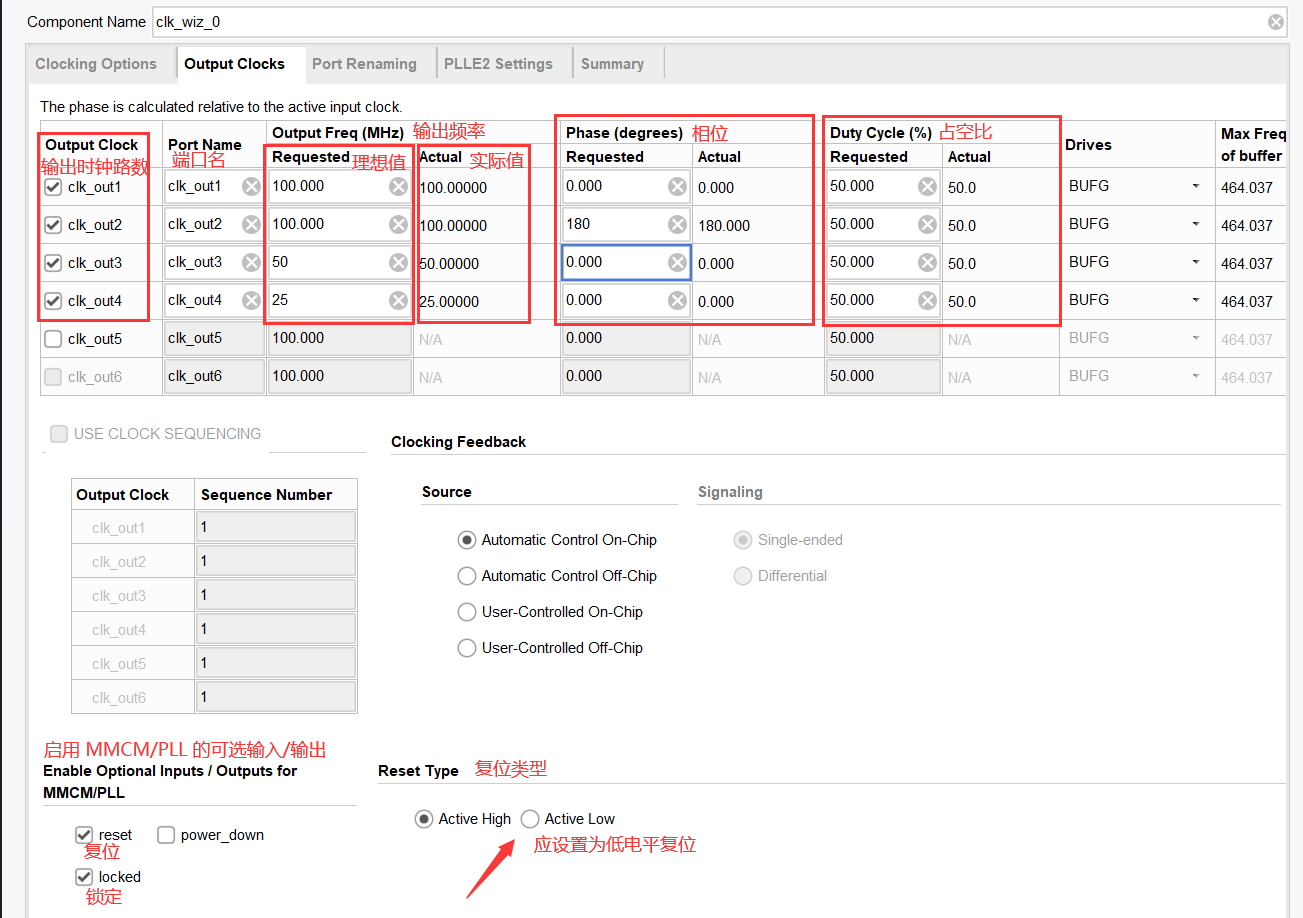 Component Name clk_wiz_0
Clocking Options Output Clocks Port Renaming PLLE2 Settings Summary
The phase is calculated relative to the active input clock.
Output Clock Port Name Output Freq (MHz) 输出频率 Phase (degrees) 相位 Duty Cycle (%) 占空比 Drives Max Freq of buffer
输出时钟路数 端口名 Requested 理想值 Actual 实际值 Requested Actual Requested Actual
clk_out1 clk_out1 100.000 100.00000 0.000 0.000 50.000 50.0 BUFG 464.037
clk_out2 clk_out2 100.000 100.00000 180 180.000 50.000 50.0 BUFG 464.037
clk_out3 clk_out3 50 50.00000 0.000 0.000 50.000 50.0 BUFG 464.037
clk_out4 clk_out4 25 25.00000 0.000 0.000 50.000 50.0 BUFG 464.037
clk_out5 clk_out5 100.000 N/A 0.000 N/A 50.000 N/A BUFG 464.037
clk_out6 clk_out6 100.000 N/A 0.000 N/A 50.000 N/A BUFG 464.037
USE CLOCK SEQUENCING
Output Clock Sequence Number
clk_out1 1
clk_out2 1
clk_out3 1
clk_out4 1
clk_out5 1
clk_out6 1
Clocking Feedback
Source
Automatic Control On-Chip
Automatic Control Off-Chip
User-Controlled On-Chip
User-Controlled Off-Chip
Signaling
Single-ended
Differential
启用 MMCM/PLL 的可选输入/输出
Enable Optional Inputs / Outputs for
MMCM/PLL
reset power_down
复位
locked
锁定
Reset Type 复位类型
Active High Active Low
应设置为低电平复位